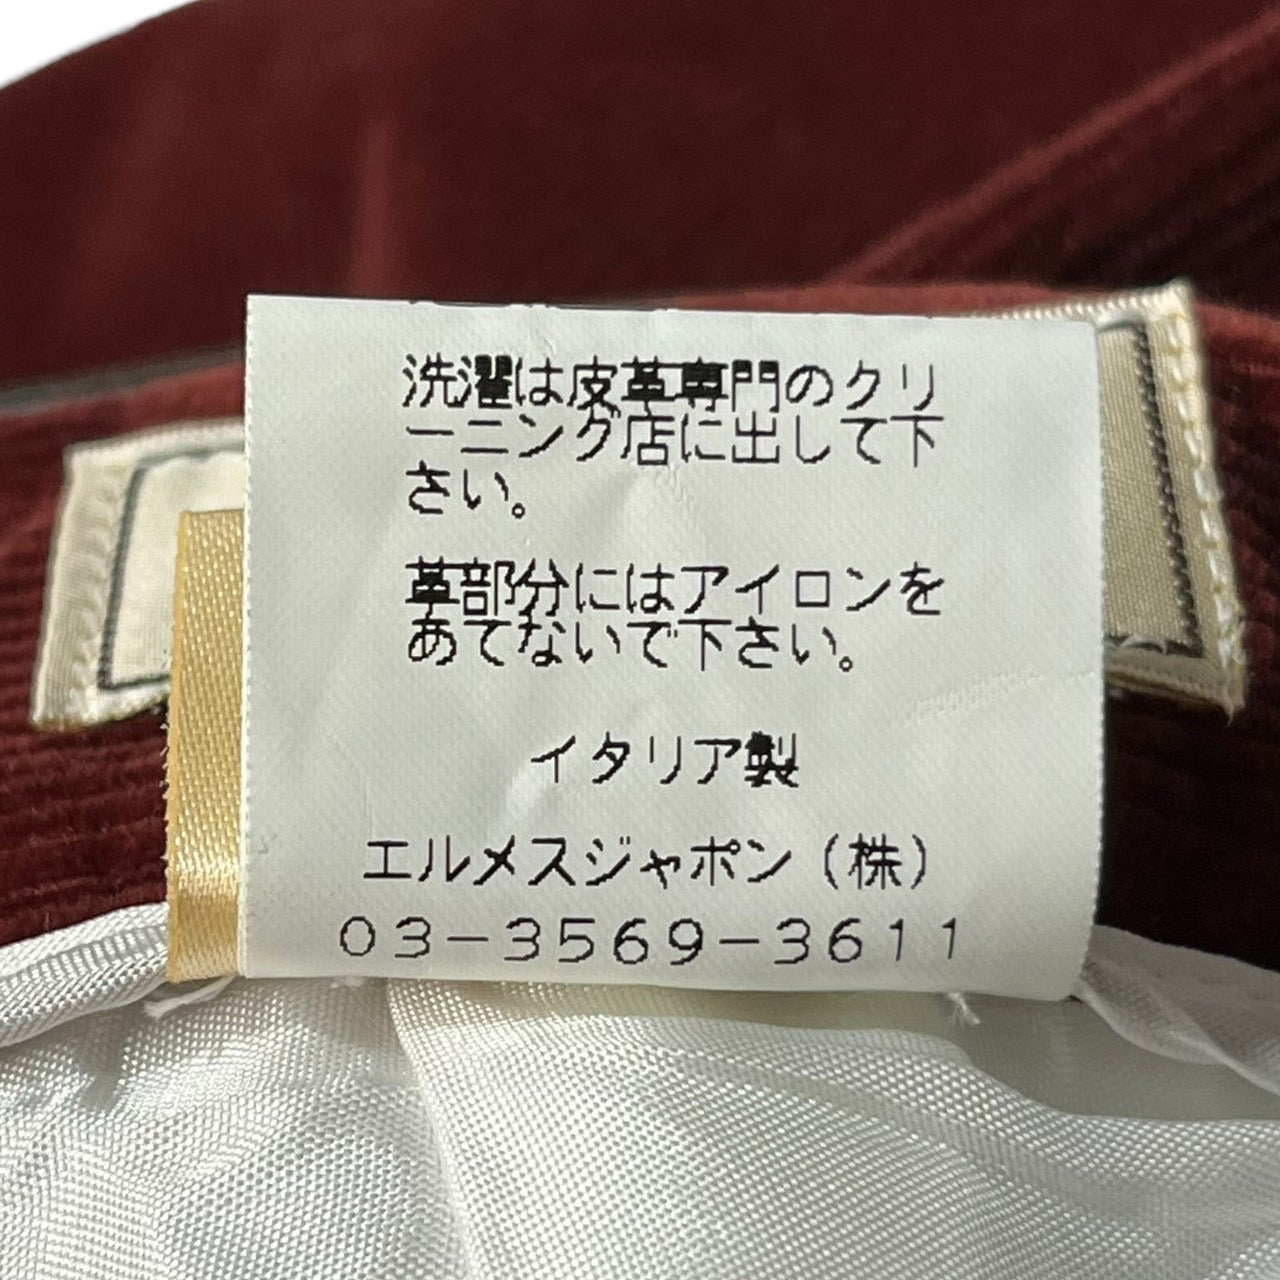 洗濯は皮革専門のクリ
ーニング店に出して下
さい。
革部分にはアイロンを
あてないで下さい。
イタリア製
エルメスジャポン(株)
03-3569-3611